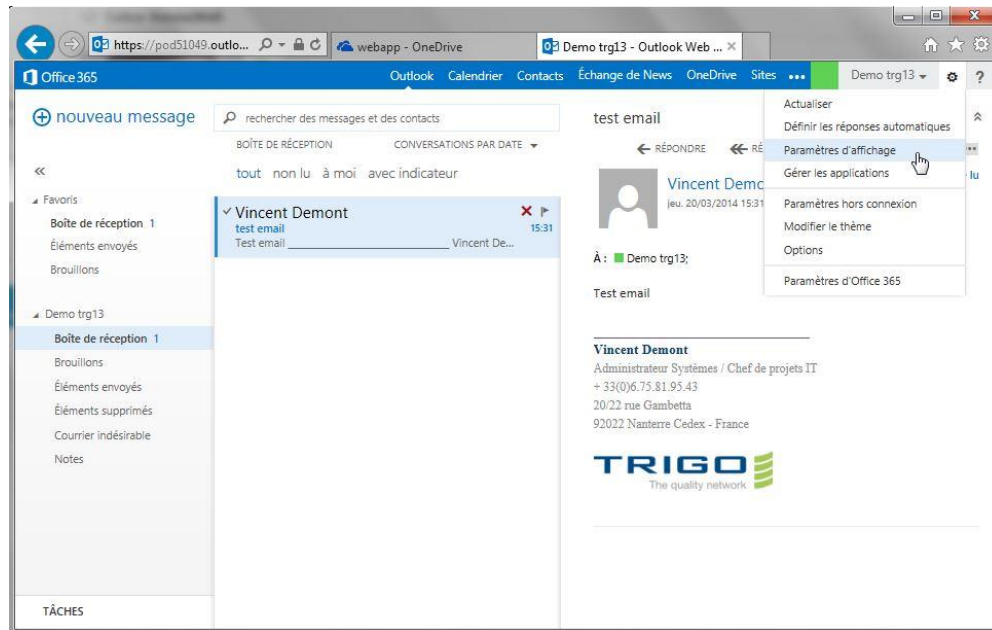 https://pod51049.outlo...
webapp - OneDrive
Demo trg13 - Outlook Web ...
Office 365
Outlook Calendrier Contacts Échange de News OneDrive Sites ••• Demo trg13 ?
nouveau message
rechercher des messages et des contacts
BOÎTE DE RÉCEPTION CONVERSATIONS PAR DATE
tout non lu à moi avec indicateur
«
Favoris
Boîte de réception 1
Éléments envoyés
Brouillons
Demo trg13
Boîte de réception 1
Brouillons
Éléments envoyés
Éléments supprimés
Courrier indésirable
Notes
TÂCHES
Vincent Demont
test email 15:31
Test email ________________________ Vincent De...
test email
RÉPONDRE
lu
Vincent Demo
jeu. 20/03/2014 15:31
À : Demo trg13;
Test email
Vincent Demont
Administrateur Systèmes / Chef de projets IT
+ 33(0)6.75.81.95.43
20/22 rue Gambetta
92022 Nanterre Cedex - France
TRIGO
The quality network
Actualiser
Définir les réponses automatiques
Paramètres d'affichage
Gérer les applications
Paramètres hors connexion
Modifier le thème
Options
Paramètres d'Office 365